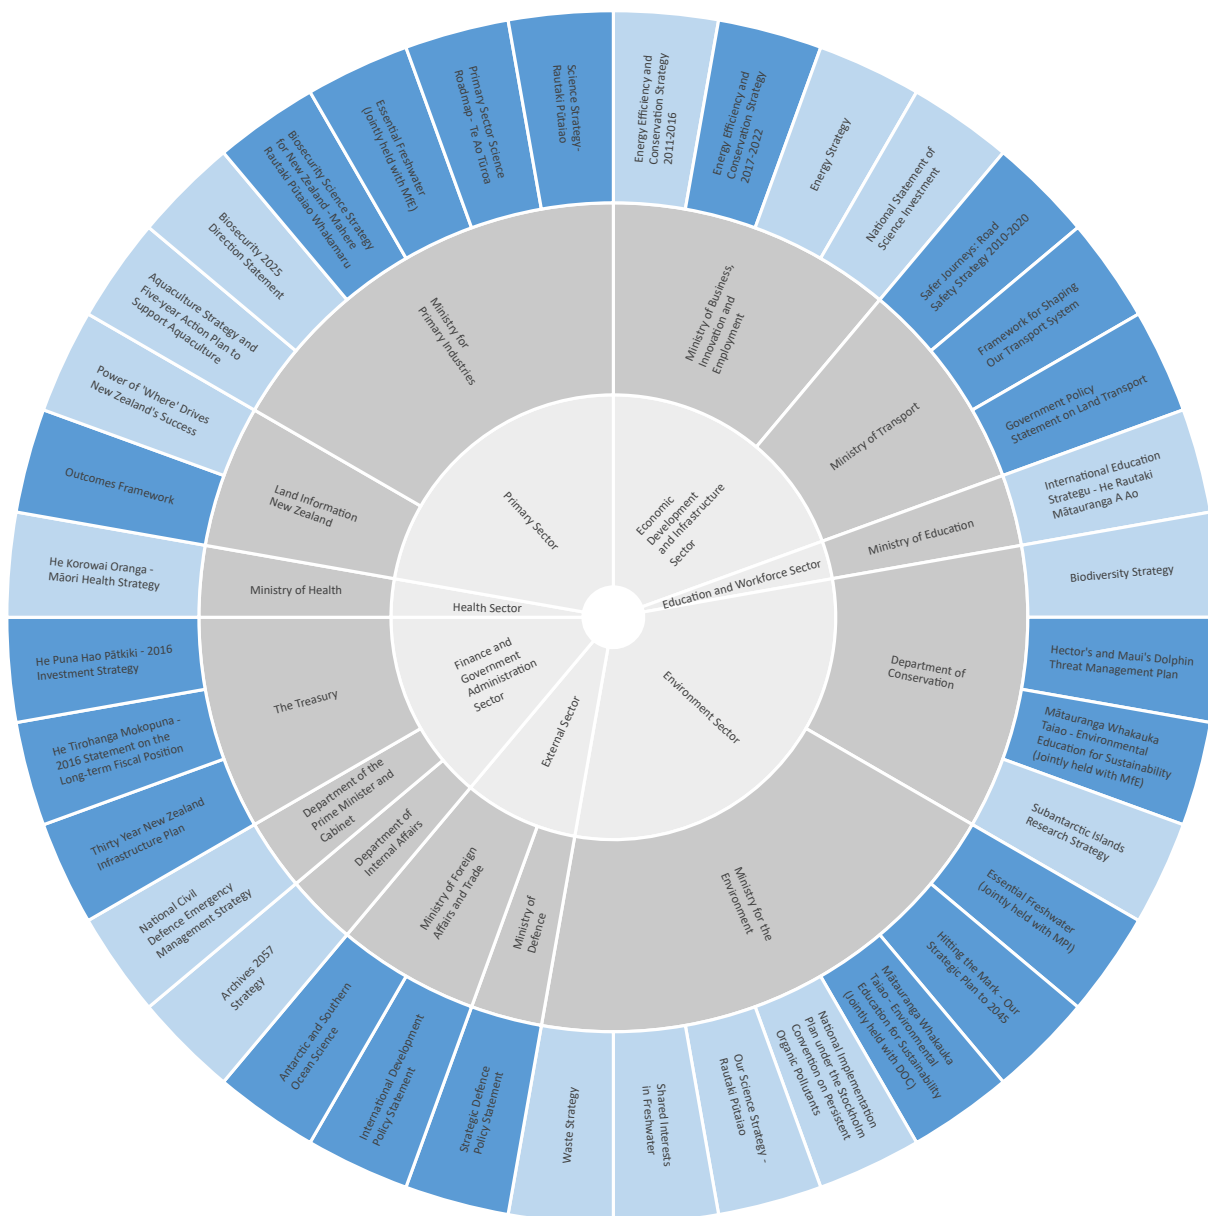 Energy Efficiency and
Conservation Strategy
2011-2016
Energy Efficiency and
Conservation Strategy
2017-2022
Energy Strategy
National Statement of
Science Investment
Safer Journeys: Road
Safety Strategy 2010-2020
Framework for Shaping
Our Transport System
Government Policy
Statement on Land Transport
International Education
Strategu - He Rautaki
Mātauranga A Ao
Biodiversity Strategy
Hector's and Maui's Dolphin
Threat Management Plan
Mātauranga Whakauka
Taiao - Environmental
Education for Sustainability
(Jointly held with MfE)
Subantarctic Islands
Research Strategy
Essential Freshwater
(Jointly held with MPI)
Hitting the Mark - Our
Strategic Plan to 2045
Mātauranga Whakauka
Taiao - Environmental
Education for Sustainability
(Jointly held with DOC)
National Implementation
Plan under the Stockholm
Convention on Persistent
Organic Pollutants
Our Science Strategy -
Rautaki Pūtaiao
Shared Interests
in Freshwater
Waste Strategy
Strategic Defence
Policy Statement
International Development
Policy Statement
Antarctic and Southern
Ocean Science
Archives 2057
Strategy
National Civil
Defence Emergency
Management Strategy
Thirty Year New Zealand
Infrastructure Plan
He Tirohanga Mokopuna -
2016 Statement on the
Long-term Fiscal Position
He Puna Hao Pātkiki - 2016
Investment Strategy
He Korowai Oranga -
Māori Health Strategy
Outcomes Framework
Power of 'Where' Drives
New Zealand's Success
Aquaculture Strategy and
Five-year Action Plan to
Support Aquaculture
Biosecurity 2025
Direction Statement
Biosecurity Science Strategy
for New Zealand - Mahere
Rautaki Pūtaiao Whakamaru
Essential Freshwater
(Jointly held with MfE)
Primary Sector Science
Roadmap - Te Ao Tūroa
Science Strategy-
Rautaki Pūtaiao
Ministry of Business,
Innovation and
Employment
Ministry of Transport
Ministry of Education
Department of
Conservation
Ministry for the
Environment
Ministry of
Defence
Ministry of Foreign
Affairs and Trade
Department of
Internal Affairs
Department of the
Prime Minister and
Cabinet
The Treasury
Ministry of Health
Land Information
New Zealand
Ministry for
Primary Industries
Economic
Development
and Infrastructure
Sector
Education and Workforce Sector
Environment Sector
External Sector
Finance and
Government
Administration
Sector
Health Sector
Primary Sector